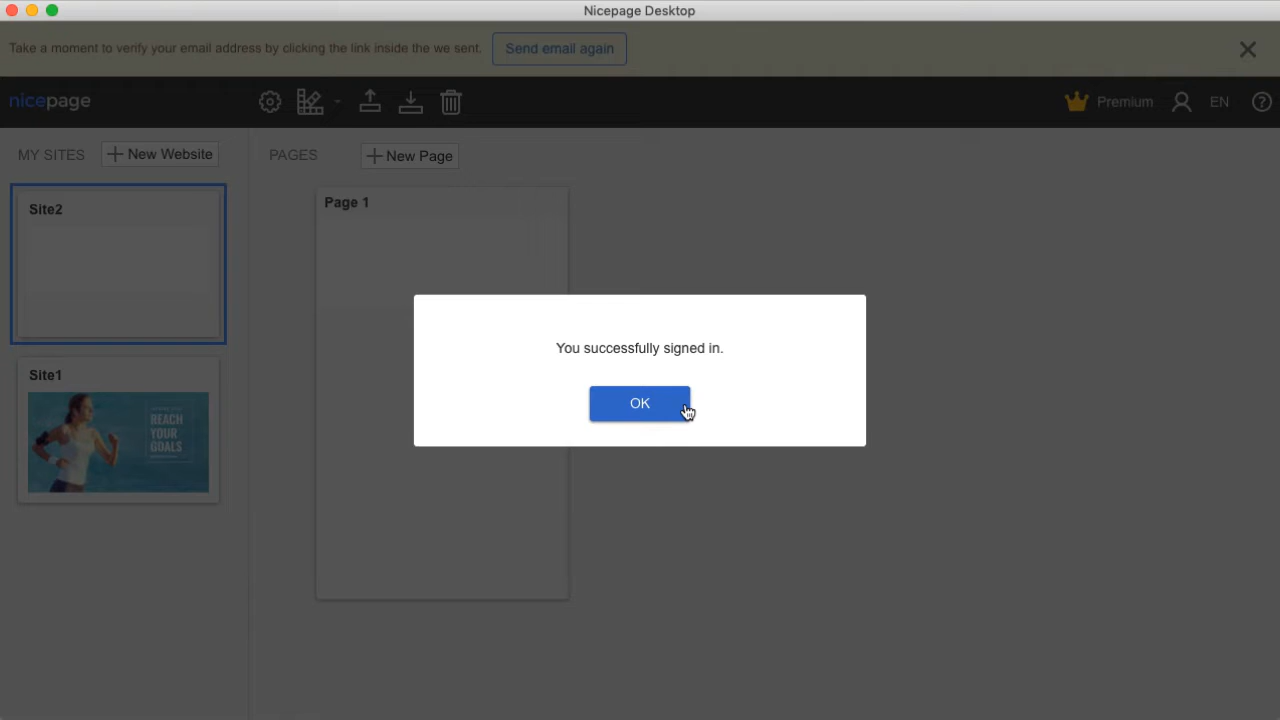 Nicepage Desktop
Take a moment to verify your email address by clicking the link inside the we sent. Send email again
nicepage Premium EN
MY SITES New Website PAGES New Page
Site2
Page 1
You successfully signed in.
OK
Site1
REACH
YOUR
GOALS